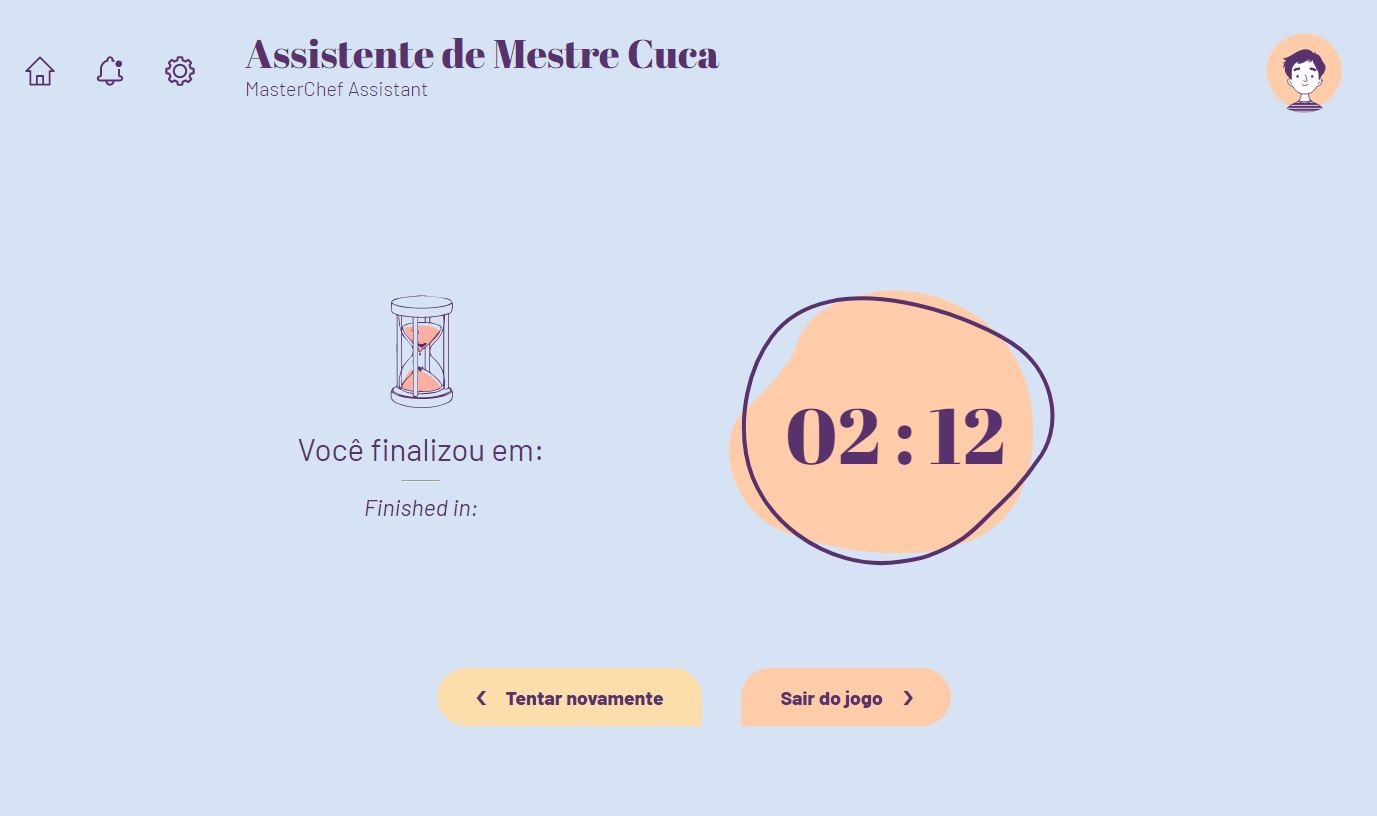 Assistente de Mestre Cuca
MasterChef Assistant
Você finalizou em:
Finished in:
02 : 12
Tentar novamente
Sair do jogo